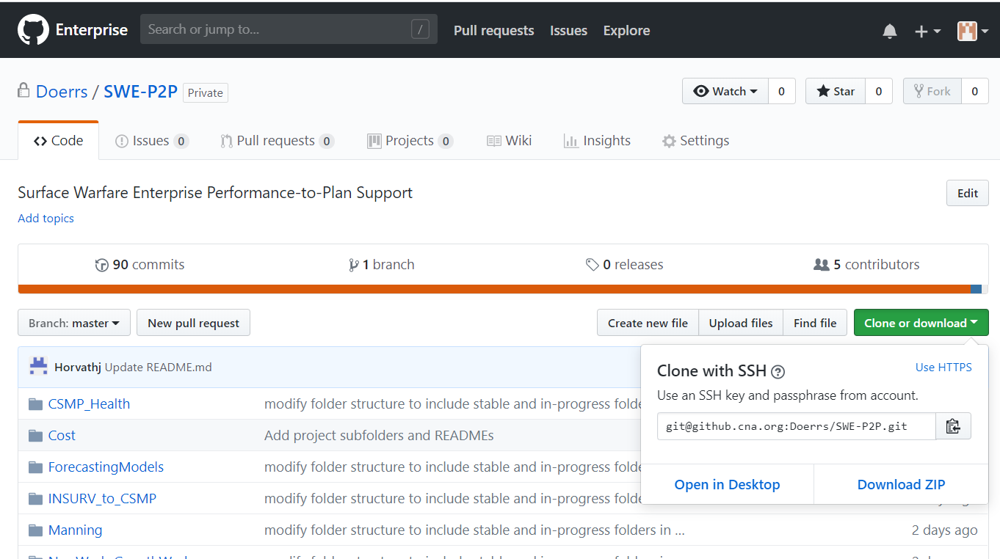 Enterprise Search or jump to... / Pull requests Issues Explore
Doerrs / SWE-P2P Private Watch 0 Star 0 Fork 0
Code Issues 0 Pull requests 0 Projects 0 Wiki Insights Settings
Surface Warfare Enterprise Performance-to-Plan Support Edit
Add topics
90 commits 1 branch 0 releases 5 contributors
Branch: master New pull request Create new file Upload files Find file Clone or download
Horvathj Update README.md
Clone with SSH ? Use HTTPS
Use an SSH key and passphrase from account.
git@github.cna.org:Doerrs/SWE-P2P.git
Open in Desktop Download ZIP
CSMP_Health modify folder structure to include stable and in-progress folde
Cost Add project subfolders and READMEs
ForecastingModels modify folder structure to include stable and in-progress folde
INSURV_to_CSMP modify folder structure to include stable and in-progress folde
Manning modify folder structure to include stable and in-progress folders in ... 2 days ago